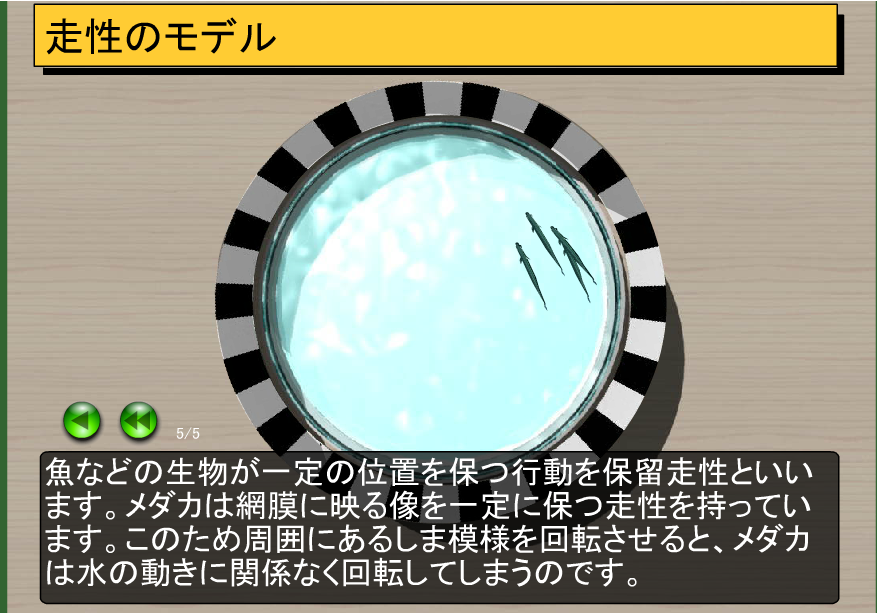 走性のモデル
5/5
魚などの生物が一定の位置を保つ行動を保留走性といい
ます。メダカは網膜に映る像を一定に保つ走性を持ってい
ます。このため周囲にあるしま模様を回転させると、メダカ
は水の動きに関係なく回転してしまうのです。